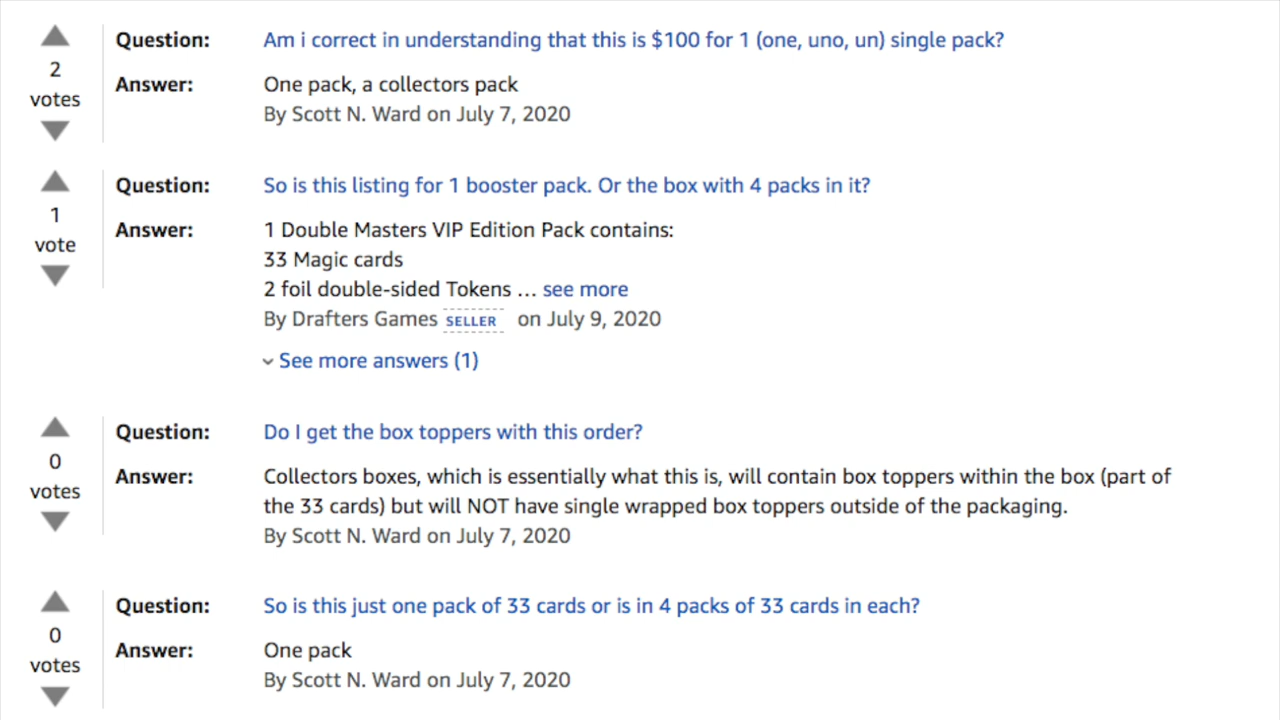 Question: Am i correct in understanding that this is $100 for 1 (one, uno, un) single pack?
2
votes
Answer: One pack, a collectors pack
By Scott N. Ward on July 7, 2020
Question: So is this listing for 1 booster pack. Or the box with 4 packs in it?
1
vote
Answer: 1 Double Masters VIP Edition Pack contains:
33 Magic cards
2 foil double-sided Tokens … see more
By Drafters Games SELLER on July 9, 2020
See more answers (1)
Question: Do I get the box toppers with this order?
0
votes
Answer: Collectors boxes, which is essentially what this is, will contain box toppers within the box (part of
the 33 cards) but will NOT have single wrapped box toppers outside of the packaging.
By Scott N. Ward on July 7, 2020
Question: So is this just one pack of 33 cards or is in 4 packs of 33 cards in each?
0
votes
Answer: One pack
By Scott N. Ward on July 7, 2020